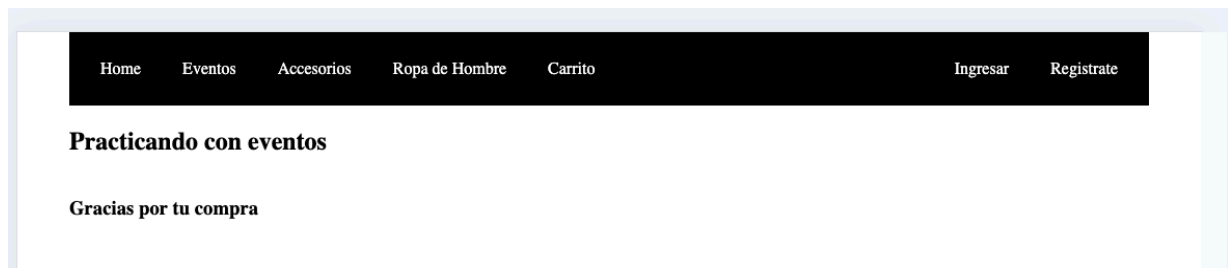 Home Eventos Accesorios Ropa de Hombre Carrito Ingresar Registrate
Practicando con eventos
Gracias por tu compra